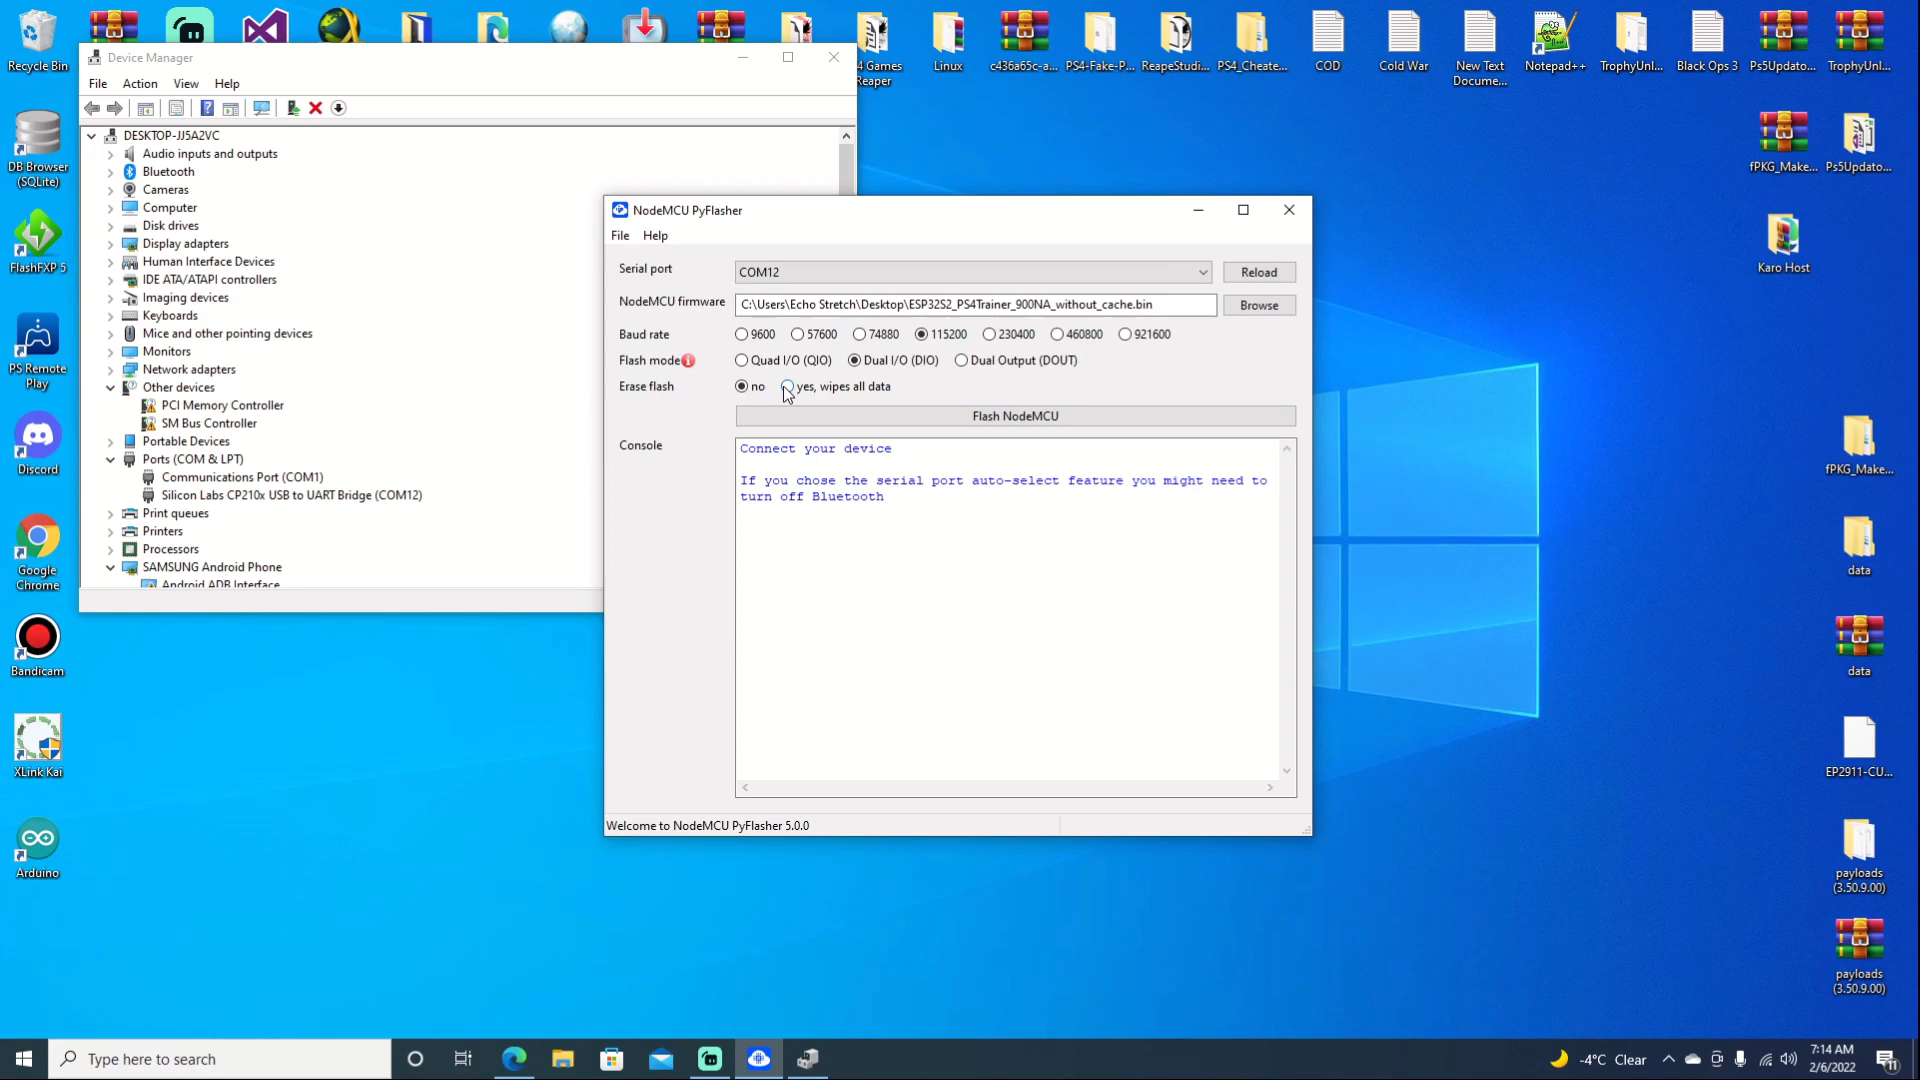 Recycle Bin
4 Games
Reaper
Linux
c436a65c-a...
PS4-Fake-P...
ReapeStudi...
PS4_Cheate...
COD
Cold War
New Text
Docume...
Notepad++
TrophyUnl...
Black Ops 3
Ps5Updato...
TrophyUnl...
DB Browser
(SQLite)
FlashFXP 5
PS Remote
Play
Discord
Google
Chrome
Bandicam
XLink Kai
Arduino
fPKG_Make...
Ps5Updato...
Karo Host
fPKG_Make...
data
data
EP2911-CU...
payloads
(3.50.9.00)
payloads
(3.50.9.00)
Device Manager
File Action View Help
DESKTOP-JJ5A2VC
Audio inputs and outputs
Bluetooth
Cameras
Computer
Disk drives
Display adapters
Human Interface Devices
IDE ATA/ATAPI controllers
Imaging devices
Keyboards
Mice and other pointing devices
Monitors
Network adapters
Other devices
PCI Memory Controller
SM Bus Controller
Portable Devices
Ports (COM & LPT)
Communications Port (COM1)
Silicon Labs CP210x USB to UART Bridge (COM12)
Print queues
Printers
Processors
SAMSUNG Android Phone
Android ADB Interface
NodeMCU PyFlasher
File Help
Serial port COM12 Reload
NodeMCU firmware C:\Users\Echo Stretch\Desktop\ESP32S2_PS4Trainer_900NA_without_cache.bin Browse
Baud rate 9600 57600 74880 115200 230400 460800 921600
Flash mode Quad I/O (QIO) Dual I/O (DIO) Dual Output (DOUT)
Erase flash no yes, wipes all data
Flash NodeMCU
Console
Connect your device
If you chose the serial port auto-select feature you might need to
turn off Bluetooth
Welcome to NodeMCU PyFlasher 5.0.0
Type here to search
-4°C Clear
7:14 AM
2/6/2022
11